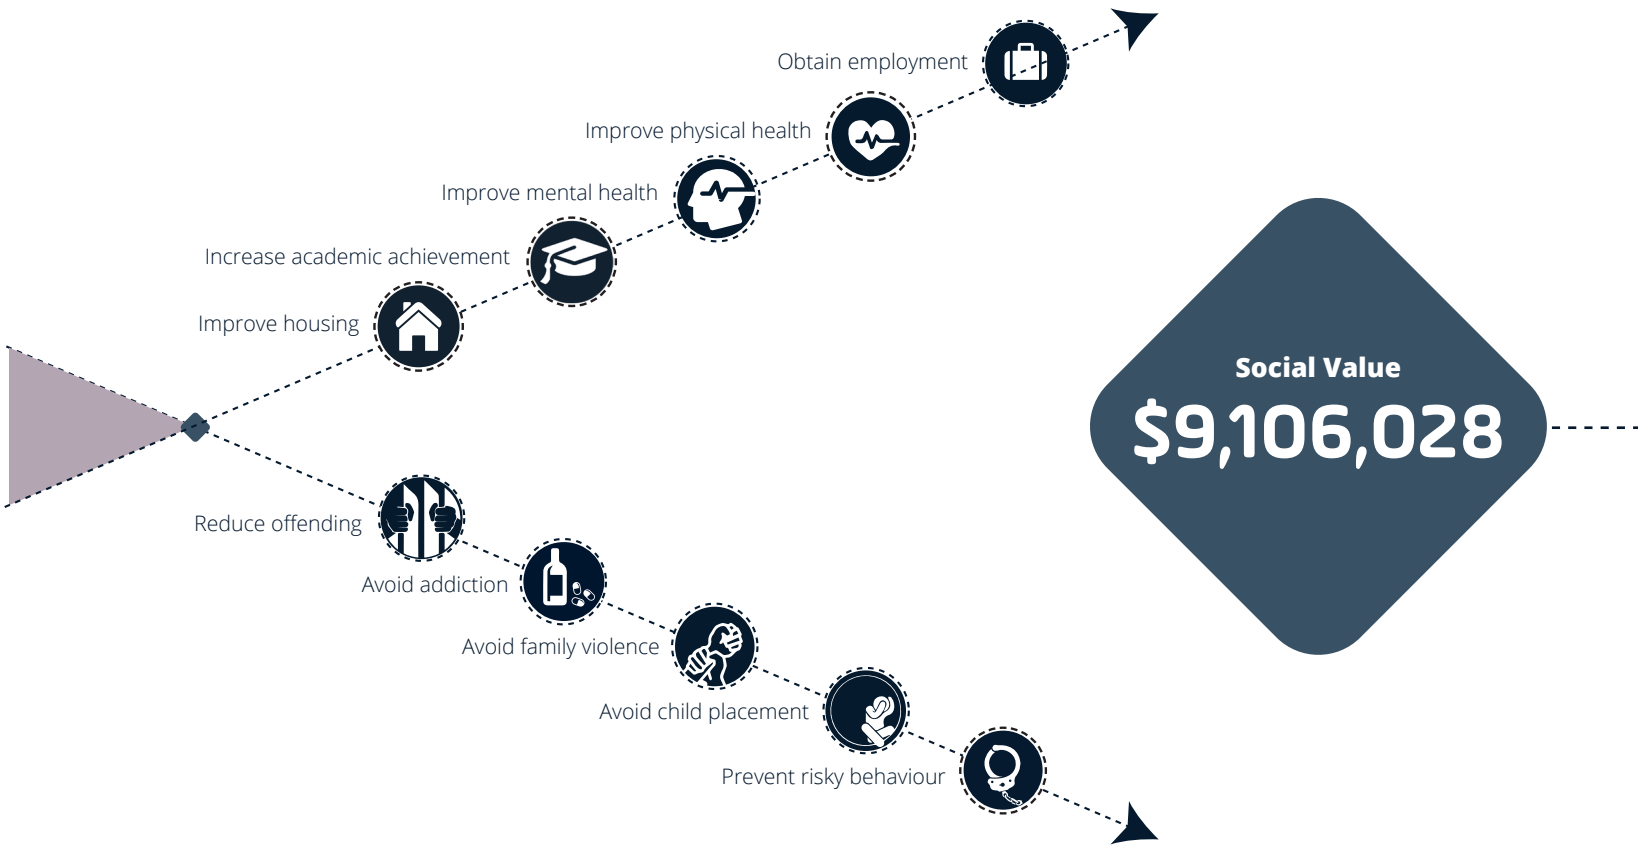 Obtain employment
Improve physical health
Improve mental health
Increase academic achievement
Improve housing
Social Value
$9,106,028
Reduce offending
Avoid addiction
Avoid family violence
Avoid child placement
Prevent risky behaviour